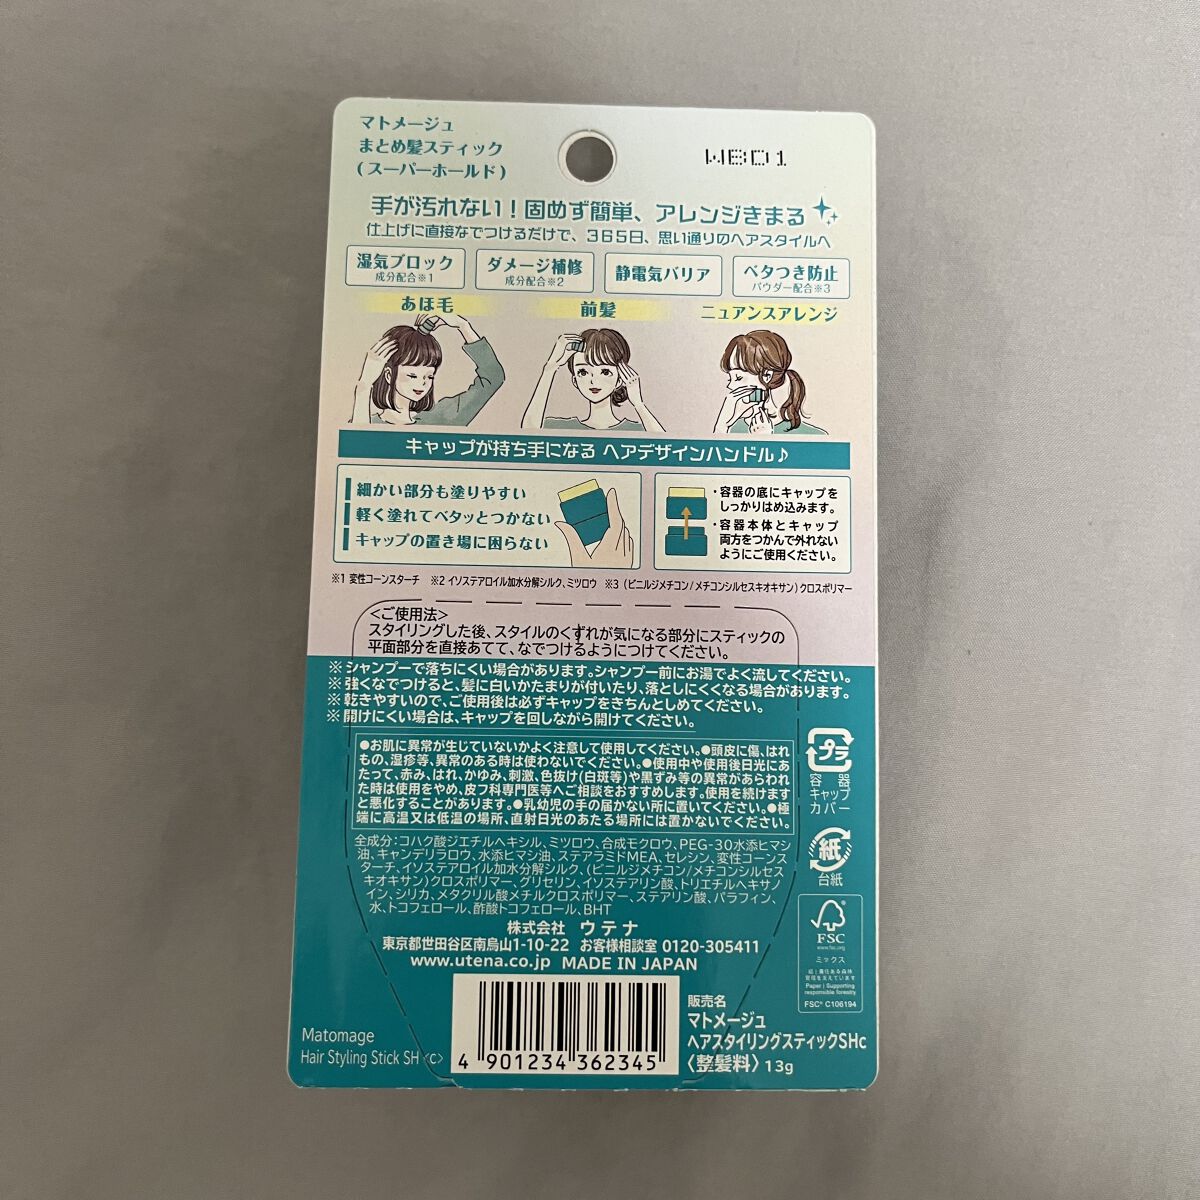 マトメージュ
まとめ髪スティック
(スーパーホールド)
WBD1
手が汚れない!固めず簡単、アレンジきまる
仕上げに直接なでつけるだけで、365日、思い通りのヘアスタイルへ
湿気ブロック
成分配合※1
ダメージ補修
成分配合※2
静電気バリア
ベタつき防止
パウダー配合※3
あほ毛
前髪
ニュアンスアレンジ
キャップが持ち手になる ヘアデザインハンドル♪
細かい部分も塗りやすい
軽く塗れてベタッとつかない
キャップの置き場に困らない
・容器の底にキャップを
しっかりはめ込みます。
・容器本体とキャップ
両方をつかんで外れない
ようにご使用ください。
※1 変性コーンスターチ ※2 イソステアロイル加水分解シルク、ミツロウ ※3 (ビニルジメチコン/メチコンシルセスキオキサン)クロスポリマー
<ご使用法>
スタイリングした後、スタイルのくずれが気になる部分にスティックの
平面部分を直接あてて、なでつけるようにつけてください。
※シャンプーで落ちにくい場合があります。シャンプー前にお湯でよく流してください。
※強くなでつけると、髪に白いかたまりが付いたり、落としにくくなる場合があります。
※乾きやすいので、ご使用後は必ずキャップをきちんとしめてください。
※開けにくい場合は、キャップを回しながら開けてください。
●お肌に異常が生じていないかよく注意して使用してください。●頭皮に傷、はれ
もの、湿疹等、異常のある時は使わないでください。●使用中や使用後日光にあ
たって、赤み、はれ、かゆみ、刺激、色抜け(白斑等)や黒ずみ等の異常があらわれ
た時は使用をやめ、皮フ科専門医等へご相談をおすすめします。使用を続けます
と悪化することがあります。●乳幼児の手の届かない所に置いてください。●極
端に高温又は低温の場所、直射日光のあたる場所には置かないでください。
プラ
容器
キャップ
カバー
全成分:コハク酸ジエチルヘキシル、ミツロウ、合成モクロウ、PEG-30水添ヒマシ
油、キャンデリラロウ、水添ヒマシ油、ステアラミドMEA、セレシン、変性コーンス
ターチ、イソステアロイル加水分解シルク、(ビニルジメチコン/メチコンシルセス
キオキサン)クロスポリマー、グリセリン、イソステアリン酸、トリエチルヘキサノ
イン、シリカ、メタクリル酸メチルクロスポリマー、ステアリン酸、パラフィン、
水、トコフェロール、酢酸トコフェロール、BHT
紙
台紙
株式会社 ウテナ
東京都世田谷区南烏山1-10-22 お客様相談室 0120-305411
www.utena.co.jp MADE IN JAPAN
FSC
www.fsc.org
ミックス
紙|責任ある森林
管理を支えています
Paper | Supporting
responsible forestry
FSC® C106194
Matomage
Hair Styling Stick SH <C>
4 901234 362345
販売名
マトメージュ
ヘアスタイリングスティックSHc
〈整髪料〉13g